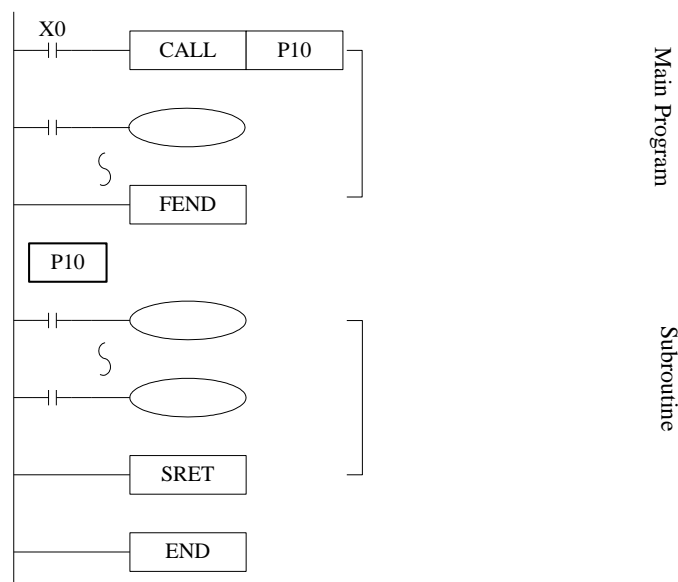 X0
CALL P10
Main Program
FEND
P10
Subroutine
SRET
END